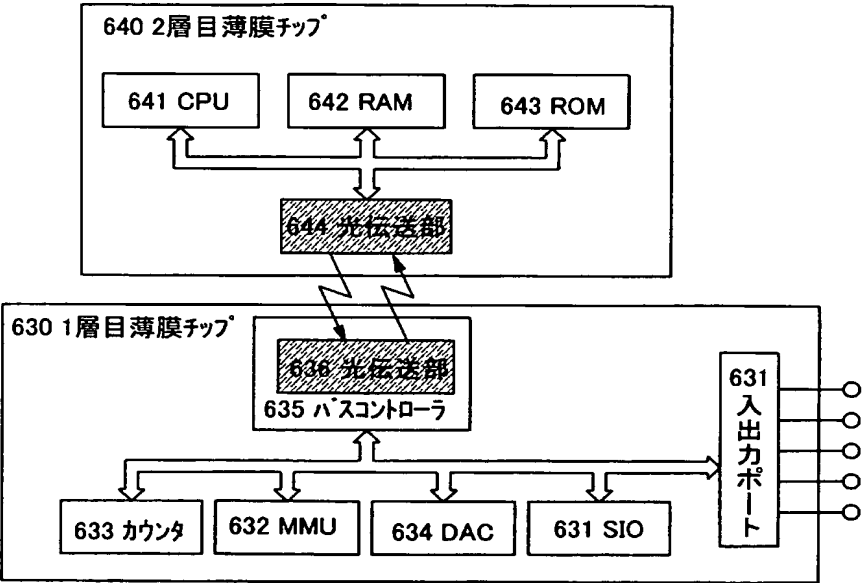 640 2層目薄膜チップ
641 CPU
642 RAM
643 ROM
644 光伝送部
630 1層目薄膜チップ
636 光伝送部
635 バスコントローラ
631
入出力ポート
633 カウンタ
632 MMU
634 DAC
631 SIO